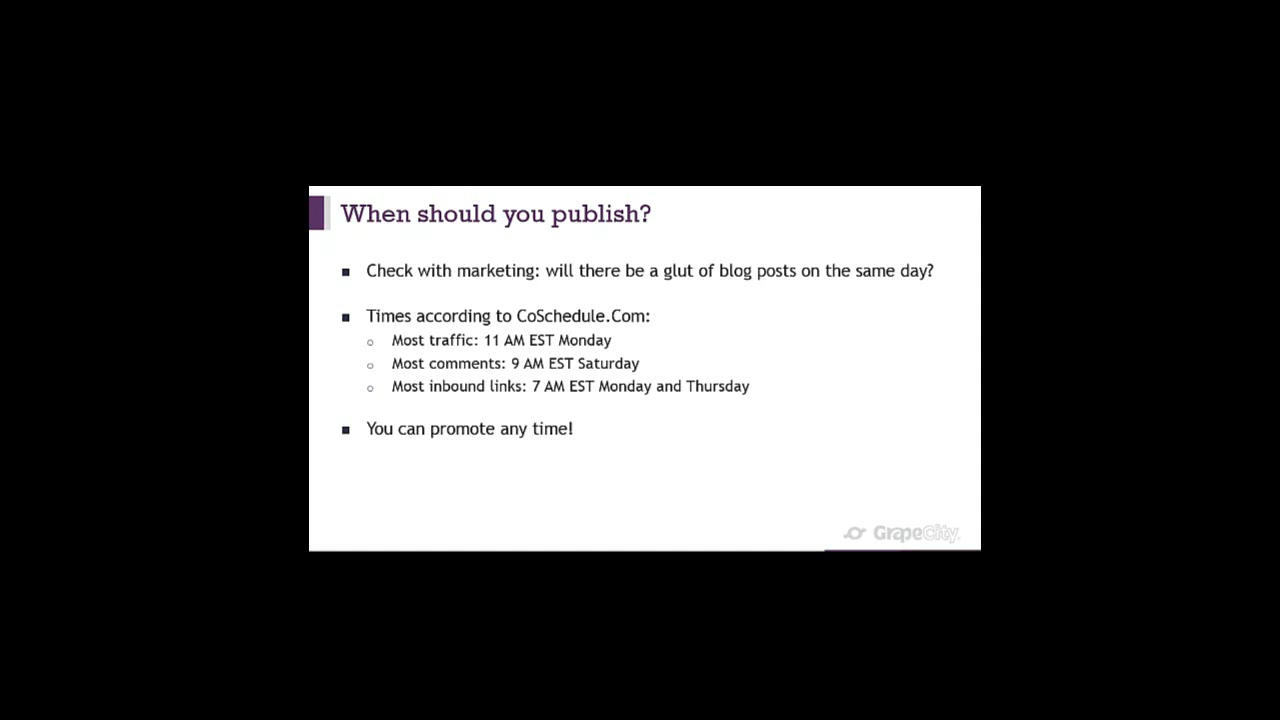 When should you publish?
Check with marketing: will there be a glut of blog posts on the same day?
Times according to CoSchedule.Com:
Most traffic: 11 AM EST Monday
Most comments: 9 AM EST Saturday
Most inbound links: 7 AM EST Monday and Thursday
You can promote any time!
GrapeCity